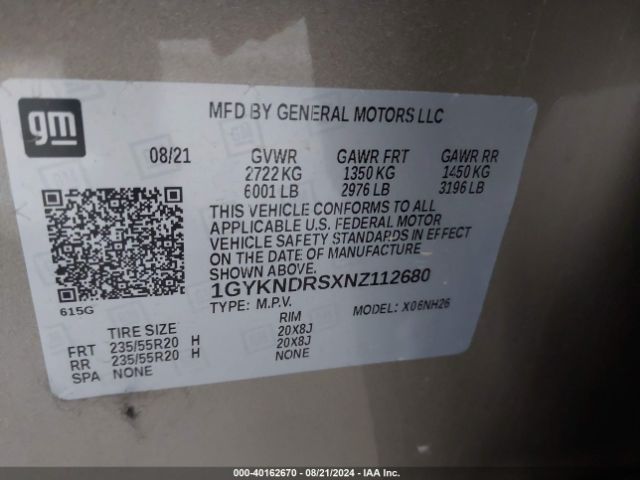 gm
MFD BY GENERAL MOTORS LLC
08/21 GVWR GAWR FRT GAWR RR
2722 KG 1350 KG 1450 KG
6001 LB 2976 LB 3196 LB
THIS VEHICLE CONFORMS TO ALL
APPLICABLE U.S. FEDERAL MOTOR
VEHICLE SAFETY STANDARDS IN EFFECT
ON THE DATE OF MANUFACTURE
SHOWN ABOVE.
1GYKNDRSXNZ112680
615G
TYPE: M.P.V. MODEL: X06NH26
TIRE SIZE RIM
FRT 235/55R20 H 20X8J
RR 235/55R20 H 20X8J
SPA NONE NONE
000-40162670 - 08/21/2024 - IAA Inc.